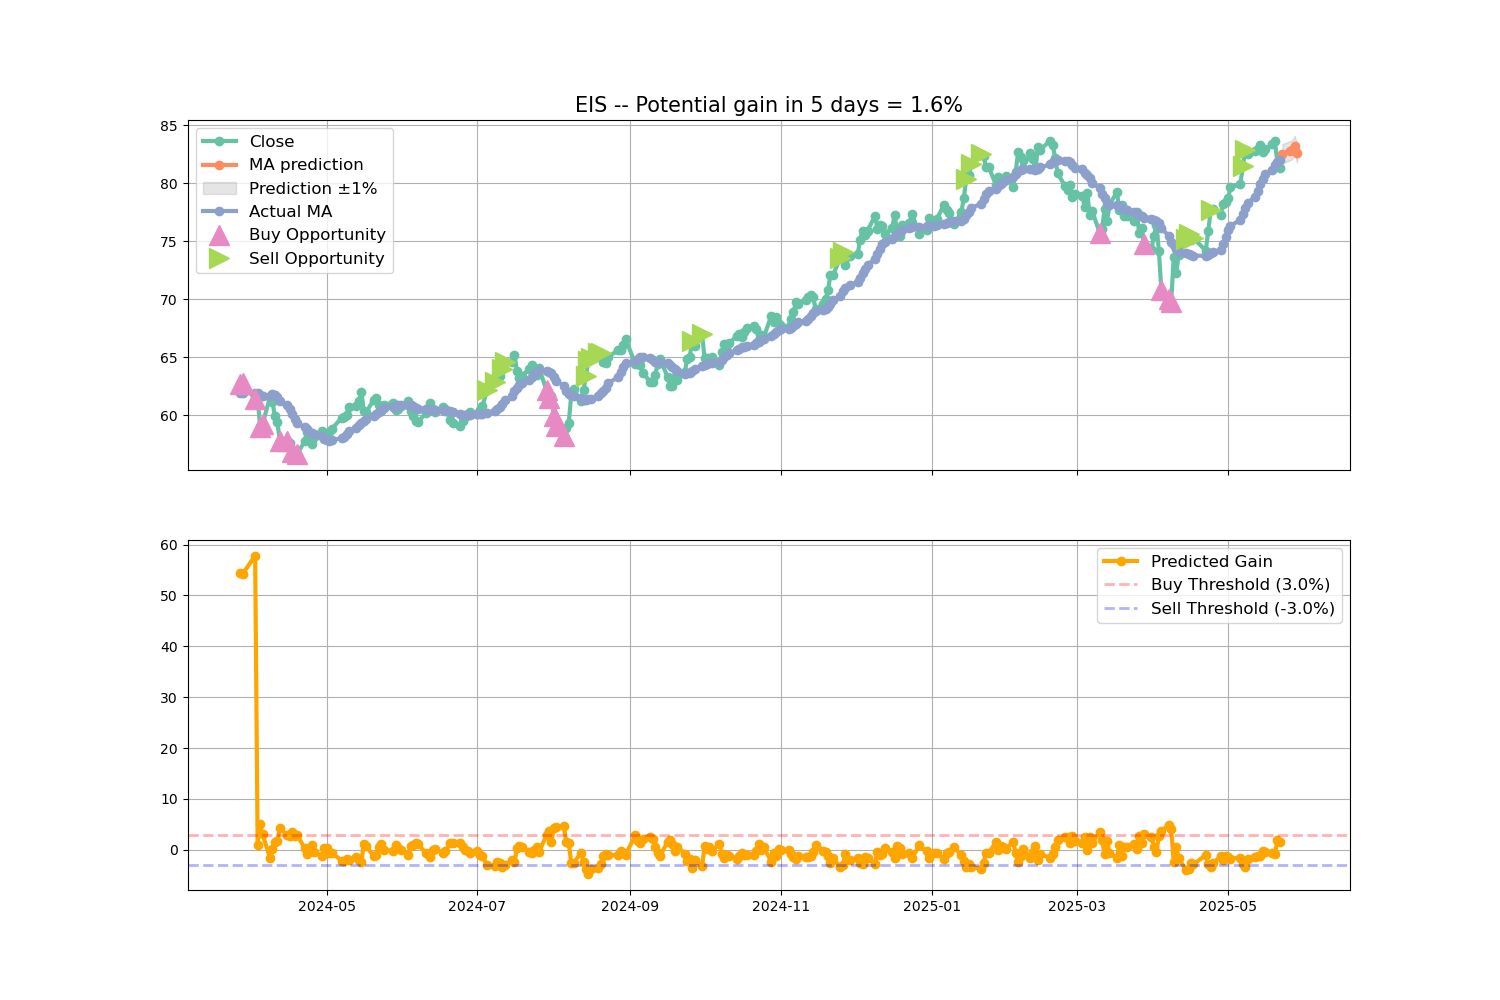 EIS -- Potential gain in 5 days = 1.6%
85
80
75
70
65
60
Close
MA prediction
Prediction ±1%
Actual MA
Buy Opportunity
Sell Opportunity
60
50
40
30
20
10
0
Predicted Gain
Buy Threshold (3.0%)
Sell Threshold (-3.0%)
2024-05
2024-07
2024-09
2024-11
2025-01
2025-03
2025-05